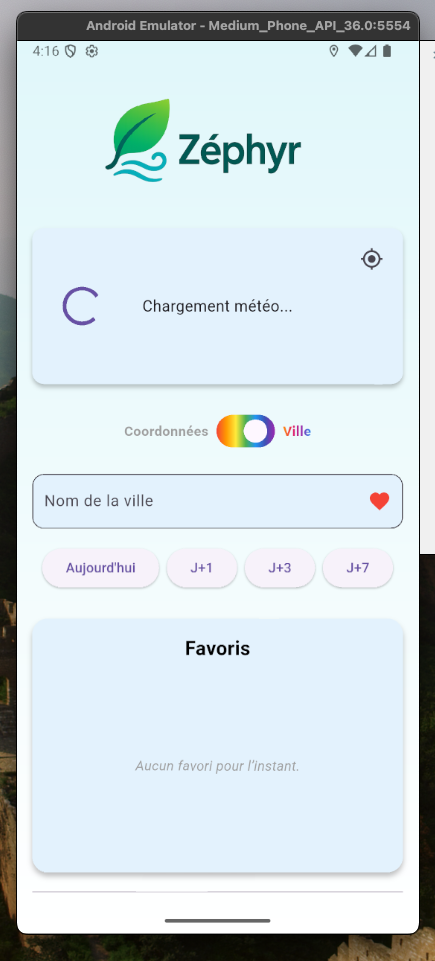 Android Emulator - Medium_Phone_API_36.0:5554
4:16
Zéphyr
Chargement météo...
Coordonnées Ville
Nom de la ville
Aujourd'hui J+1 J+3 J+7
Favoris
Aucun favori pour l'instant.